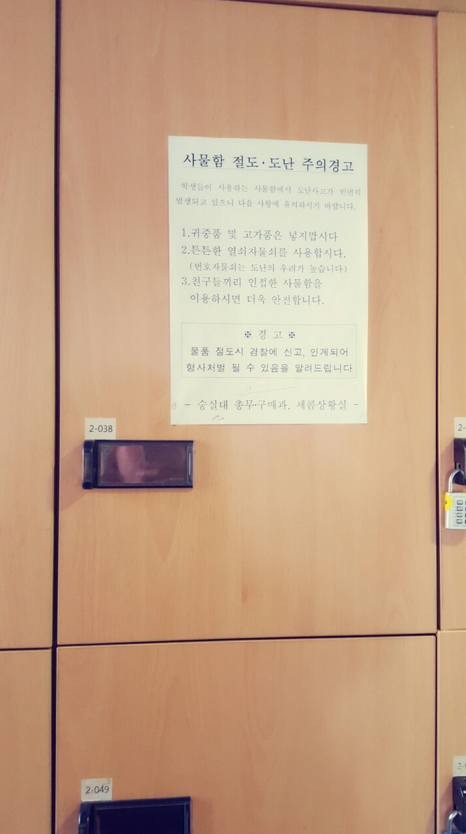 사물함 절도·도난 주의경고
학생들이 사용하는 사물함에서 도난사고가 빈번히
발생되고 있으니 다음 사항에 유의하시기 바랍니다.
1.귀중품 및 고가품은 넣지맙시다
2.튼튼한 열쇠자물쇠를 사용합시다.
(번호자물쇠는 도난의 우려가 높습니다)
3.친구들끼리 인접한 사물함을
이용하시면 더욱 안전합니다.
※ 경 고 ※
물품 절도시 경찰에 신고, 인계되어
형사처벌 될 수 있음을 알려드립니다
- 숭실대 총무·구매과, 세콤상황실 -
2-038
2-049